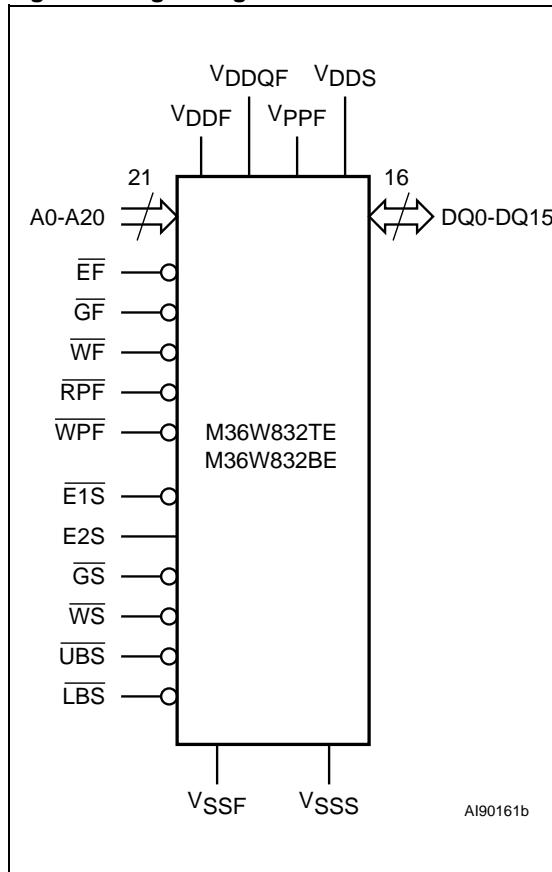 VDDQF VDDS
VDDF VPPF
21 16
A0-A20 DQ0-DQ15
EF
GF
WF
RPF
WPF
M36W832TE
M36W832BE
E1S
E2S
GS
WS
UBS
LBS
VSSF VSSS
AI90161b